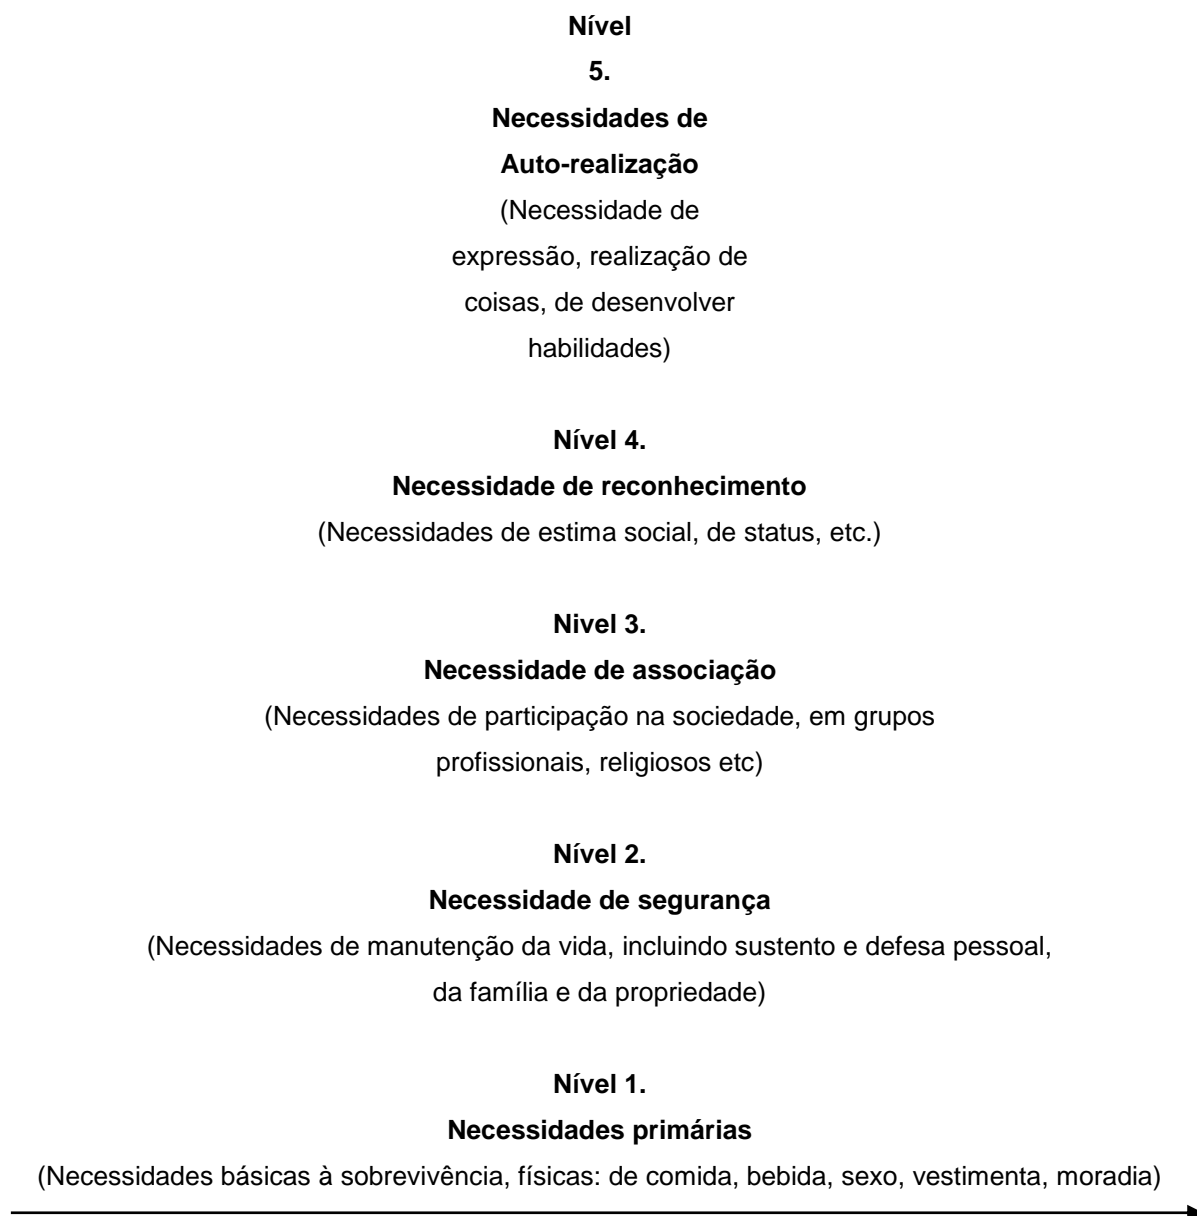 Nível
5.
Necessidades de
Auto-realização
(Necessidade de
expressão, realização de
coisas, de desenvolver
habilidades)
Nível 4.
Necessidade de reconhecimento
(Necessidades de estima social, de status, etc.)
Nivel 3.
Necessidade de associação
(Necessidades de participação na sociedade, em grupos
profissionais, religiosos etc)
Nível 2.
Necessidade de segurança
(Necessidades de manutenção da vida, incluindo sustento e defesa pessoal,
da família e da propriedade)
Nível 1.
Necessidades primárias
(Necessidades básicas à sobrevivência, físicas: de comida, bebida, sexo, vestimenta, moradia)